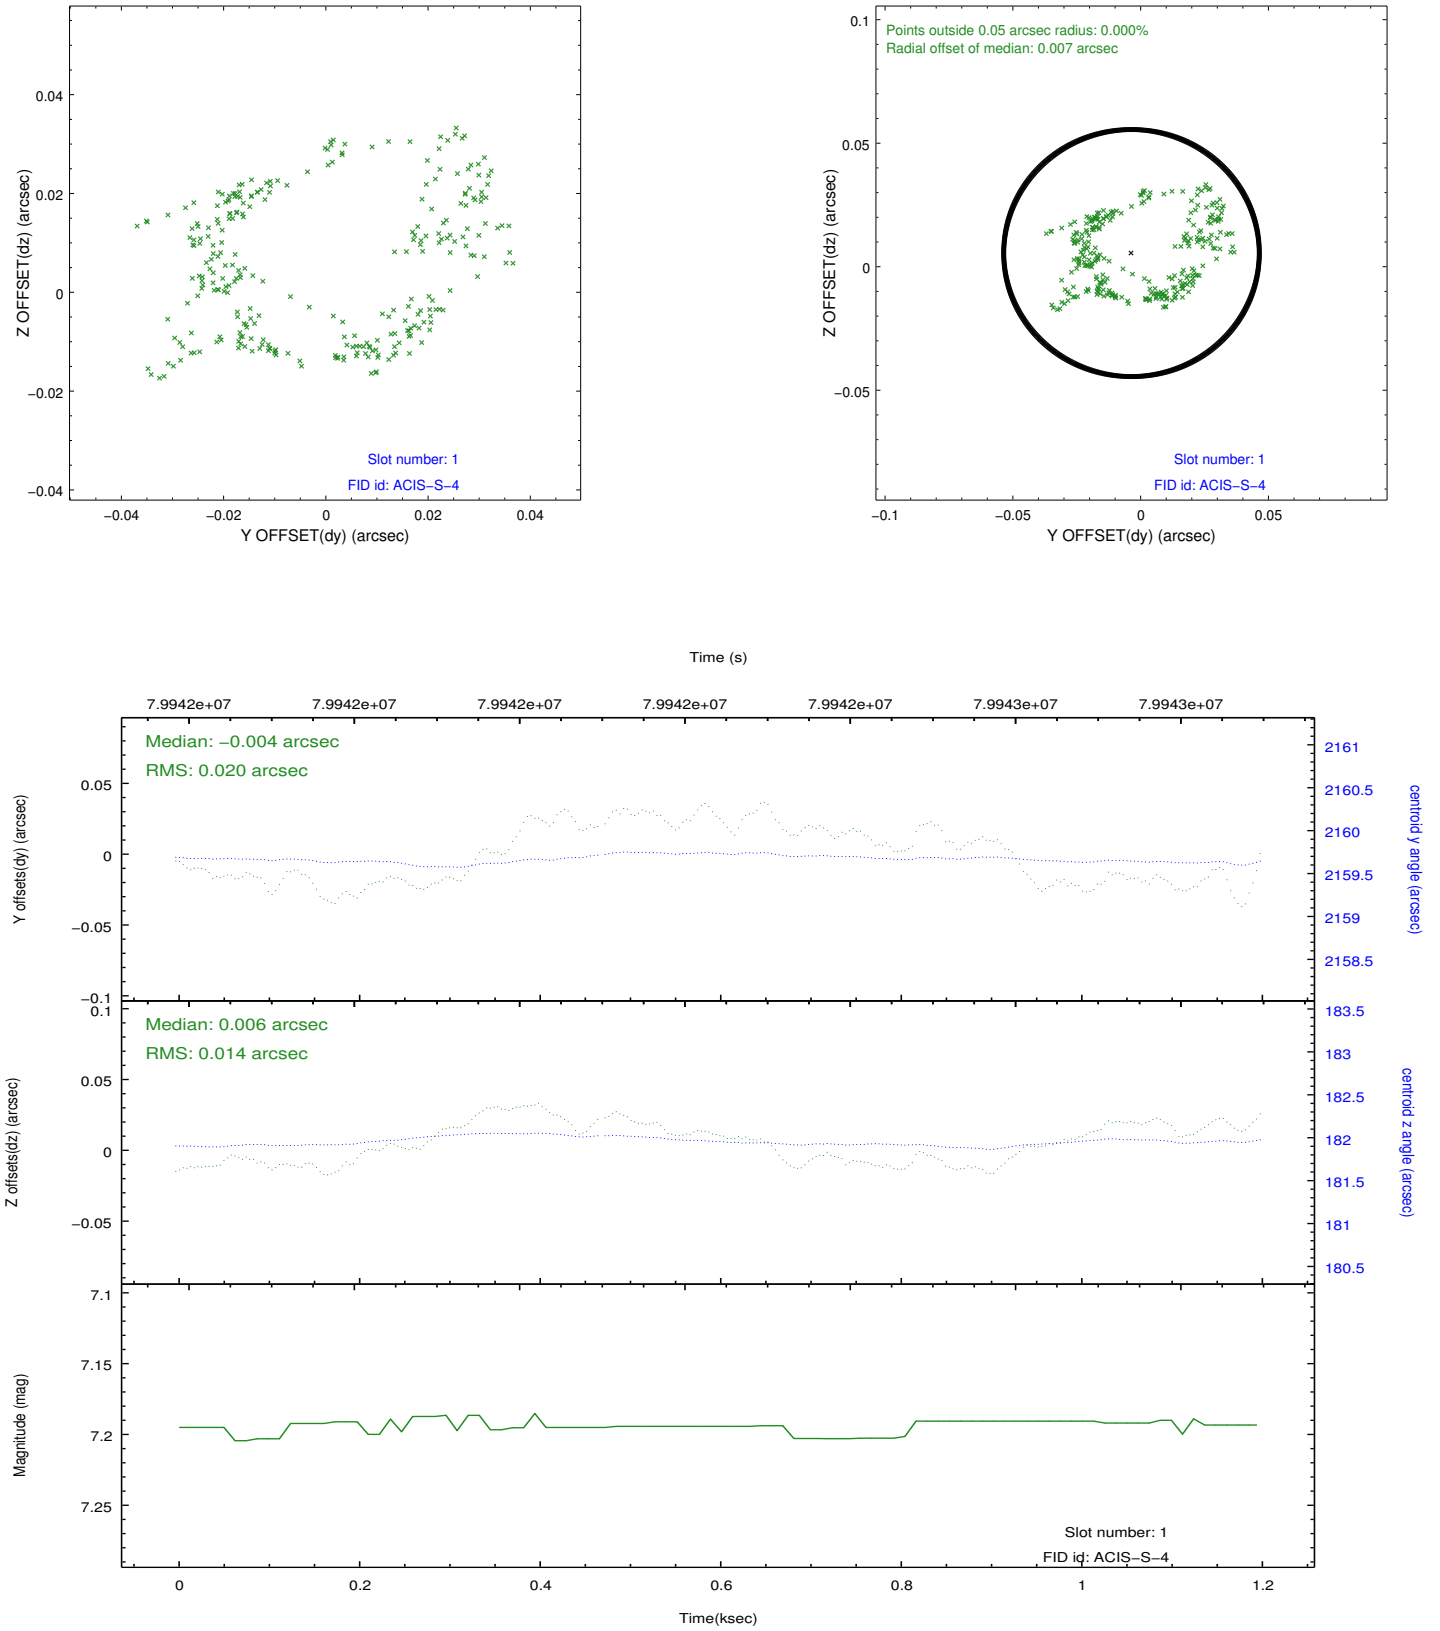 0.04
0.02
0
−0.02
−0.04
Z OFFSET(dz) (arcsec)
Slot number: 1
FID id: ACIS−S−4
−0.04 −0.02 0 0.02 0.04
Y OFFSET(dy) (arcsec)
Points outside 0.05 arcsec radius: 0.000%
Radial offset of median: 0.007 arcsec
0.1
0.05
0
−0.05
Z OFFSET(dz) (arcsec)
Slot number: 1
FID id: ACIS−S−4
−0.1 −0.05 0 0.05
Y OFFSET(dy) (arcsec)
Time (s)
7.9942e+07 7.9942e+07 7.9942e+07 7.9942e+07 7.9942e+07 7.9943e+07 7.9943e+07
Median: −0.004 arcsec
RMS: 0.020 arcsec
0.05
0
−0.05
−0.1
Y offsets(dy) (arcsec)
2161
2160.5
2160
2159.5
2159
2158.5
centroid y angle (arcsec)
Median: 0.006 arcsec
RMS: 0.014 arcsec
0.1
0.05
0
−0.05
Z offsets(dz) (arcsec)
183.5
183
182.5
182
181.5
181
180.5
centroid z angle (arcsec)
7.1
7.15
7.2
7.25
Magnitude (mag)
Slot number: 1
FID id: ACIS−S−4
0 0.2 0.4 0.6 0.8 1 1.2
Time(ksec)